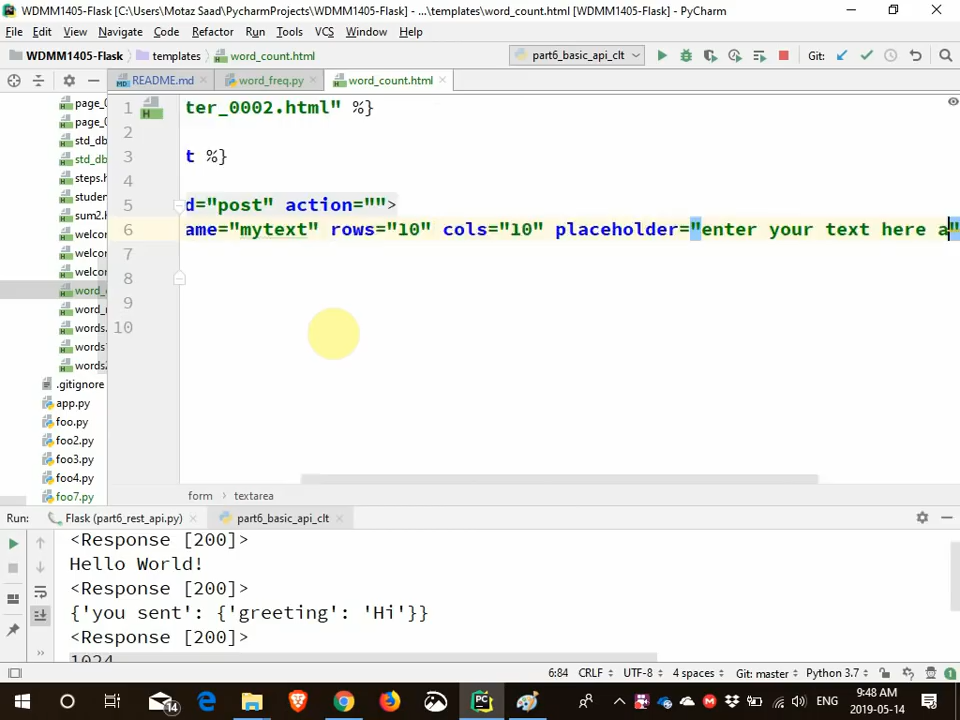 WDMM1405-Flask [C:\Users\Motaz Saad\PycharmProjects\WDMM1405-Flask] - ...\templates\word_count.html [WDMM1405-Flask] - PyCharm
File Edit View Navigate Code Refactor Run Tools VCS Window Help
WDMM1405-Flask templates word_count.html part6_basic_api_clt Git:
README.md word_freq.py word_count.html
page_0
page_0
std_db
std_db
steps.h
studen
sum2.h
welcor
welco
welco
word_
word_
words.
words
words
.gitignore
app.py
foo.py
foo2.py
foo3.py
foo4.py
foo7.py
1 ter_0002.html" %}
2
3 t %}
4
5 d="post" action="">
6 ame="mytext" rows="10" cols="10" placeholder="enter your text here a"
7
8
9
10
form textarea
Run: Flask (part6_rest_api.py) part6_basic_api_clt
<Response [200]>
Hello World!
<Response [200]>
{'you sent': {'greeting': 'Hi'}}
<Response [200]>
1024
6:84 CRLF UTF-8 4 spaces Git: master Python 3.7
14 ENG 9:48 AM
2019-05-14